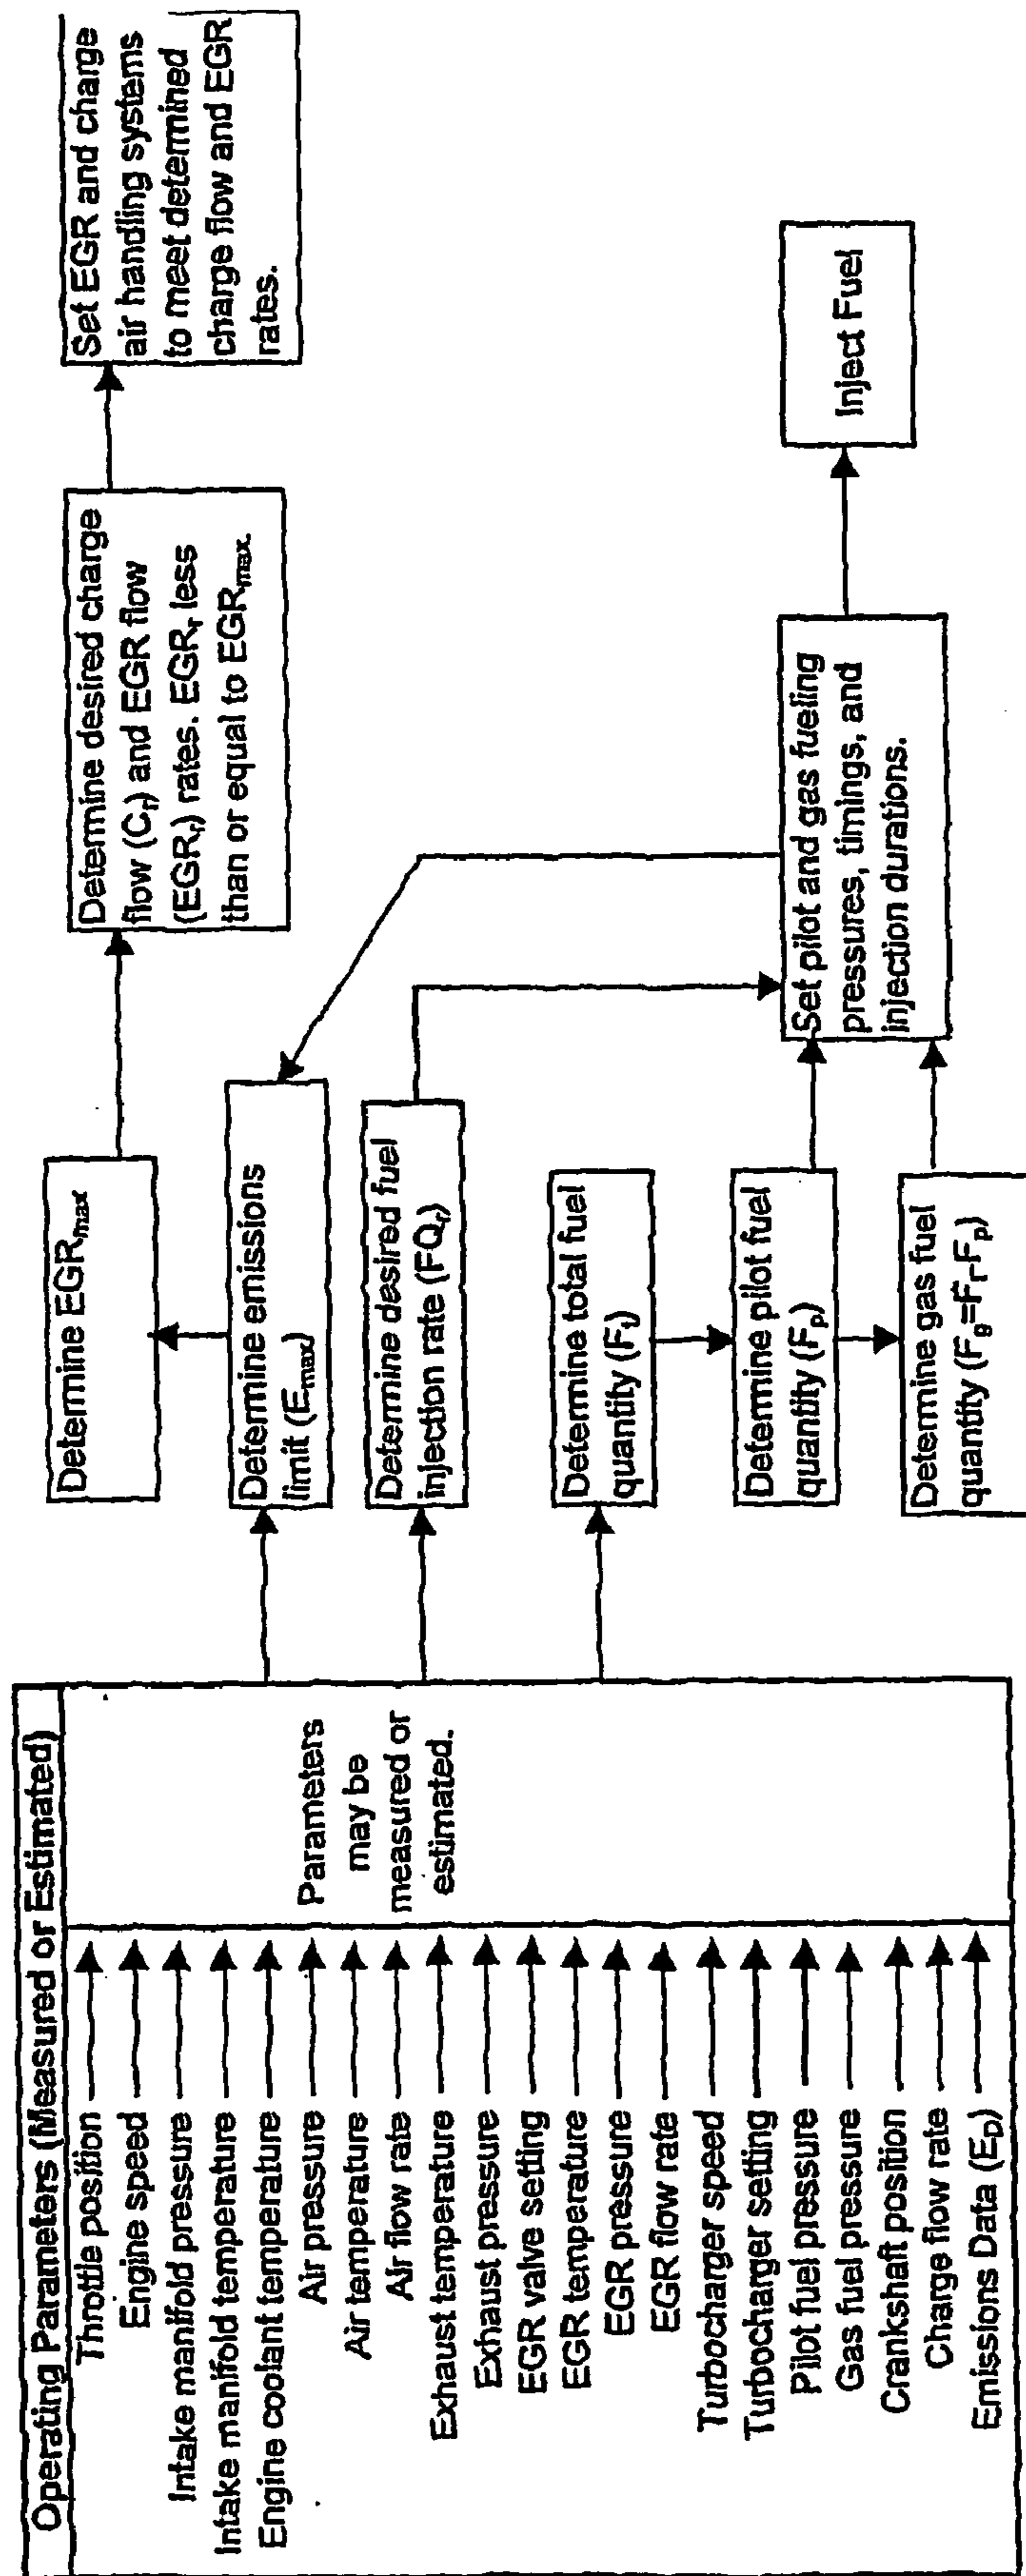 Operating Parameters (Measured or Estimated)
Throttle position
Engine speed
Intake manifold pressure
Intake manifold temperature
Engine coolant temperature
Air pressure
Air temperature
Air flow rate
Exhaust temperature
Exhaust pressure
EGR valve setting
EGR temperature
EGR pressure
EGR flow rate
Turbocharger speed
Turbocharger setting
Pilot fuel pressure
Gas fuel pressure
Crankshaft position
Charge flow rate
Emissions Data (E_D)
Parameters
may be
measured or
estimated.
Determine EGR_max
Determine emissions
limit (E_max)
Determine desired fuel
injection rate (FQ_r)
Determine total fuel
quantity (F_t)
Determine pilot fuel
quantity (F_p)
Determine gas fuel
quantity (F_g=F_t-F_p)
Determine desired charge
flow (C_r) and EGR flow
(EGR_r) rates. EGR_r less
than or equal to EGR_max.
Set pilot and gas fueling
pressures, timings, and
injection durations.
Set EGR and charge
air handling systems
to meet determined
charge flow and EGR
rates.
Inject Fuel